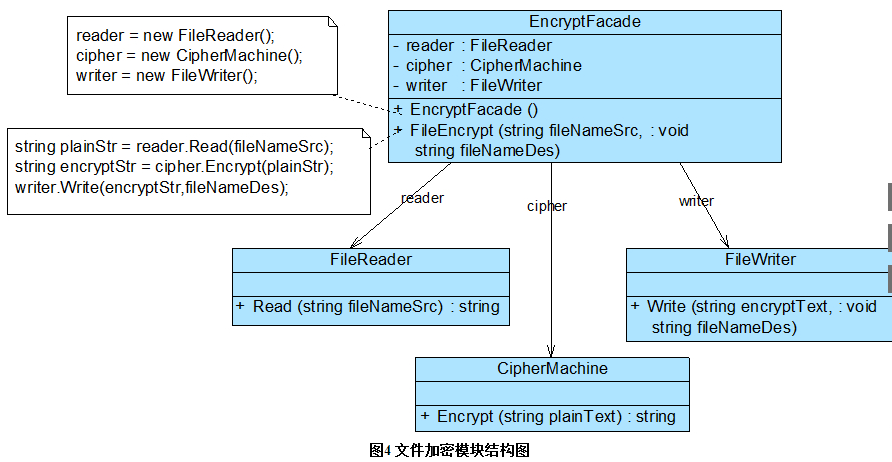 reader = new FileReader();
cipher = new CipherMachine();
writer = new FileWriter();
EncryptFacade
- reader : FileReader
- cipher : CipherMachine
- writer : FileWriter
+ EncryptFacade ()
+ FileEncrypt (string fileNameSrc, : void
string fileNameDes)
string plainStr = reader.Read(fileNameSrc);
string encryptStr = cipher.Encrypt(plainStr);
writer.Write(encryptStr,fileNameDes);
reader
cipher
writer
FileReader
+ Read (string fileNameSrc) : string
FileWriter
+ Write (string encryptText, : void
string fileNameDes)
CipherMachine
+ Encrypt (string plainText) : string
图4 文件加密模块结构图